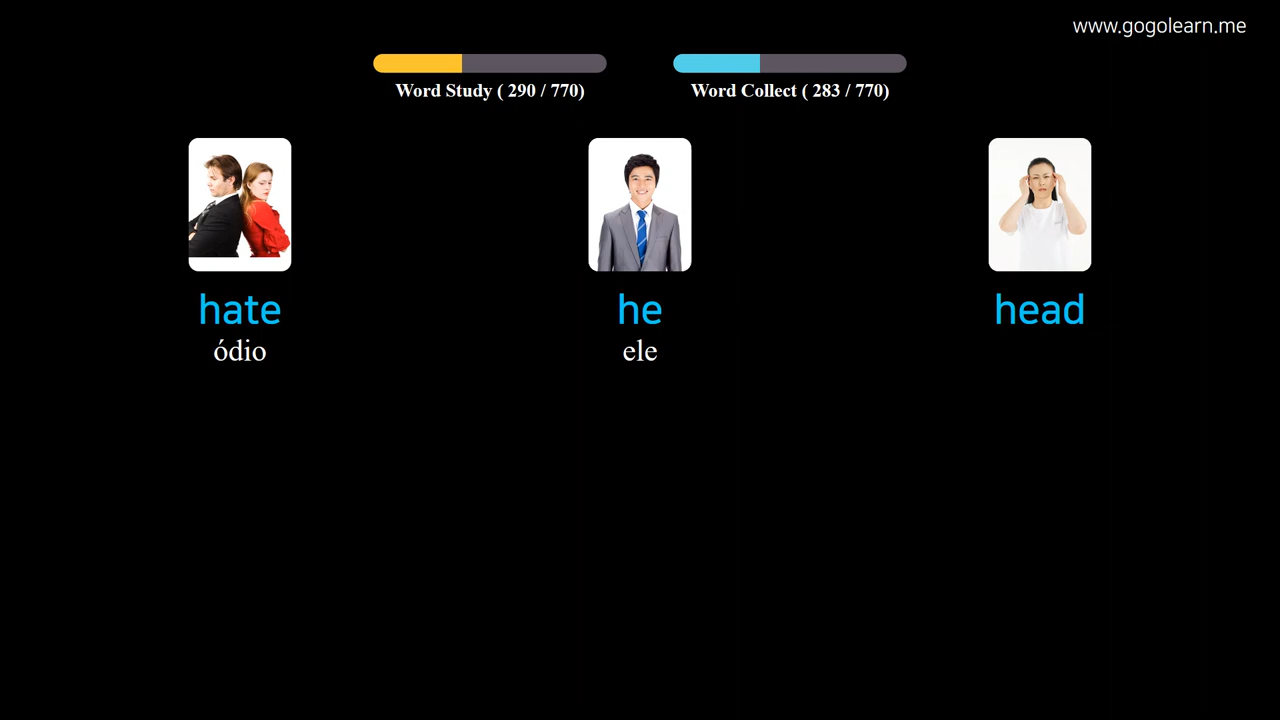 www.gogolearn.me
Word Study ( 290 / 770)
Word Collect ( 283 / 770)
hate
ódio
he
ele
head